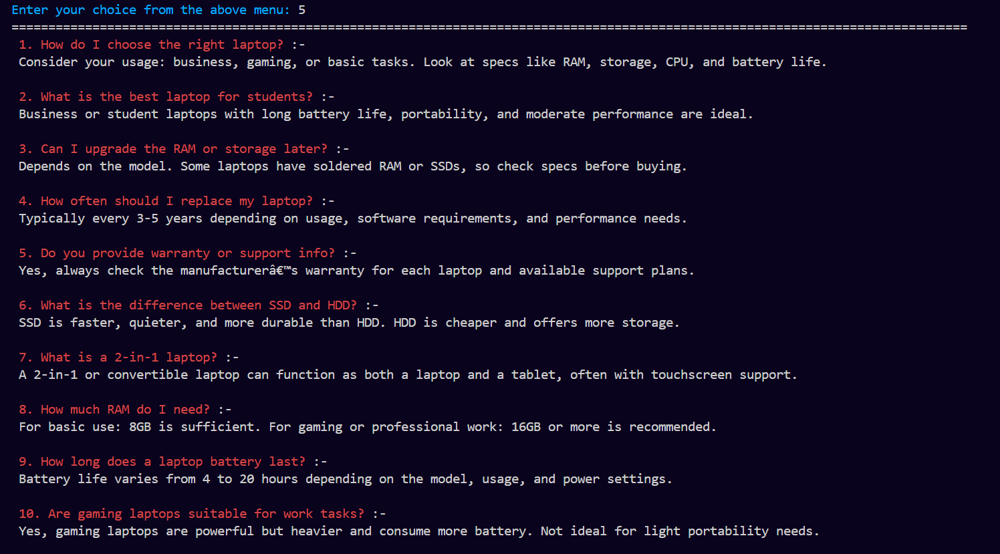 Enter your choice from the above menu: 5
==================================================================================================================================
1. How do I choose the right laptop? :-
Consider your usage: business, gaming, or basic tasks. Look at specs like RAM, storage, CPU, and battery life.
2. What is the best laptop for students? :-
Business or student laptops with long battery life, portability, and moderate performance are ideal.
3. Can I upgrade the RAM or storage later? :-
Depends on the model. Some laptops have soldered RAM or SSDs, so check specs before buying.
4. How often should I replace my laptop? :-
Typically every 3-5 years depending on usage, software requirements, and performance needs.
5. Do you provide warranty or support info? :-
Yes, always check the manufacturerâ€™s warranty for each laptop and available support plans.
6. What is the difference between SSD and HDD? :-
SSD is faster, quieter, and more durable than HDD. HDD is cheaper and offers more storage.
7. What is a 2-in-1 laptop? :-
A 2-in-1 or convertible laptop can function as both a laptop and a tablet, often with touchscreen support.
8. How much RAM do I need? :-
For basic use: 8GB is sufficient. For gaming or professional work: 16GB or more is recommended.
9. How long does a laptop battery last? :-
Battery life varies from 4 to 20 hours depending on the model, usage, and power settings.
10. Are gaming laptops suitable for work tasks? :-
Yes, gaming laptops are powerful but heavier and consume more battery. Not ideal for light portability needs.